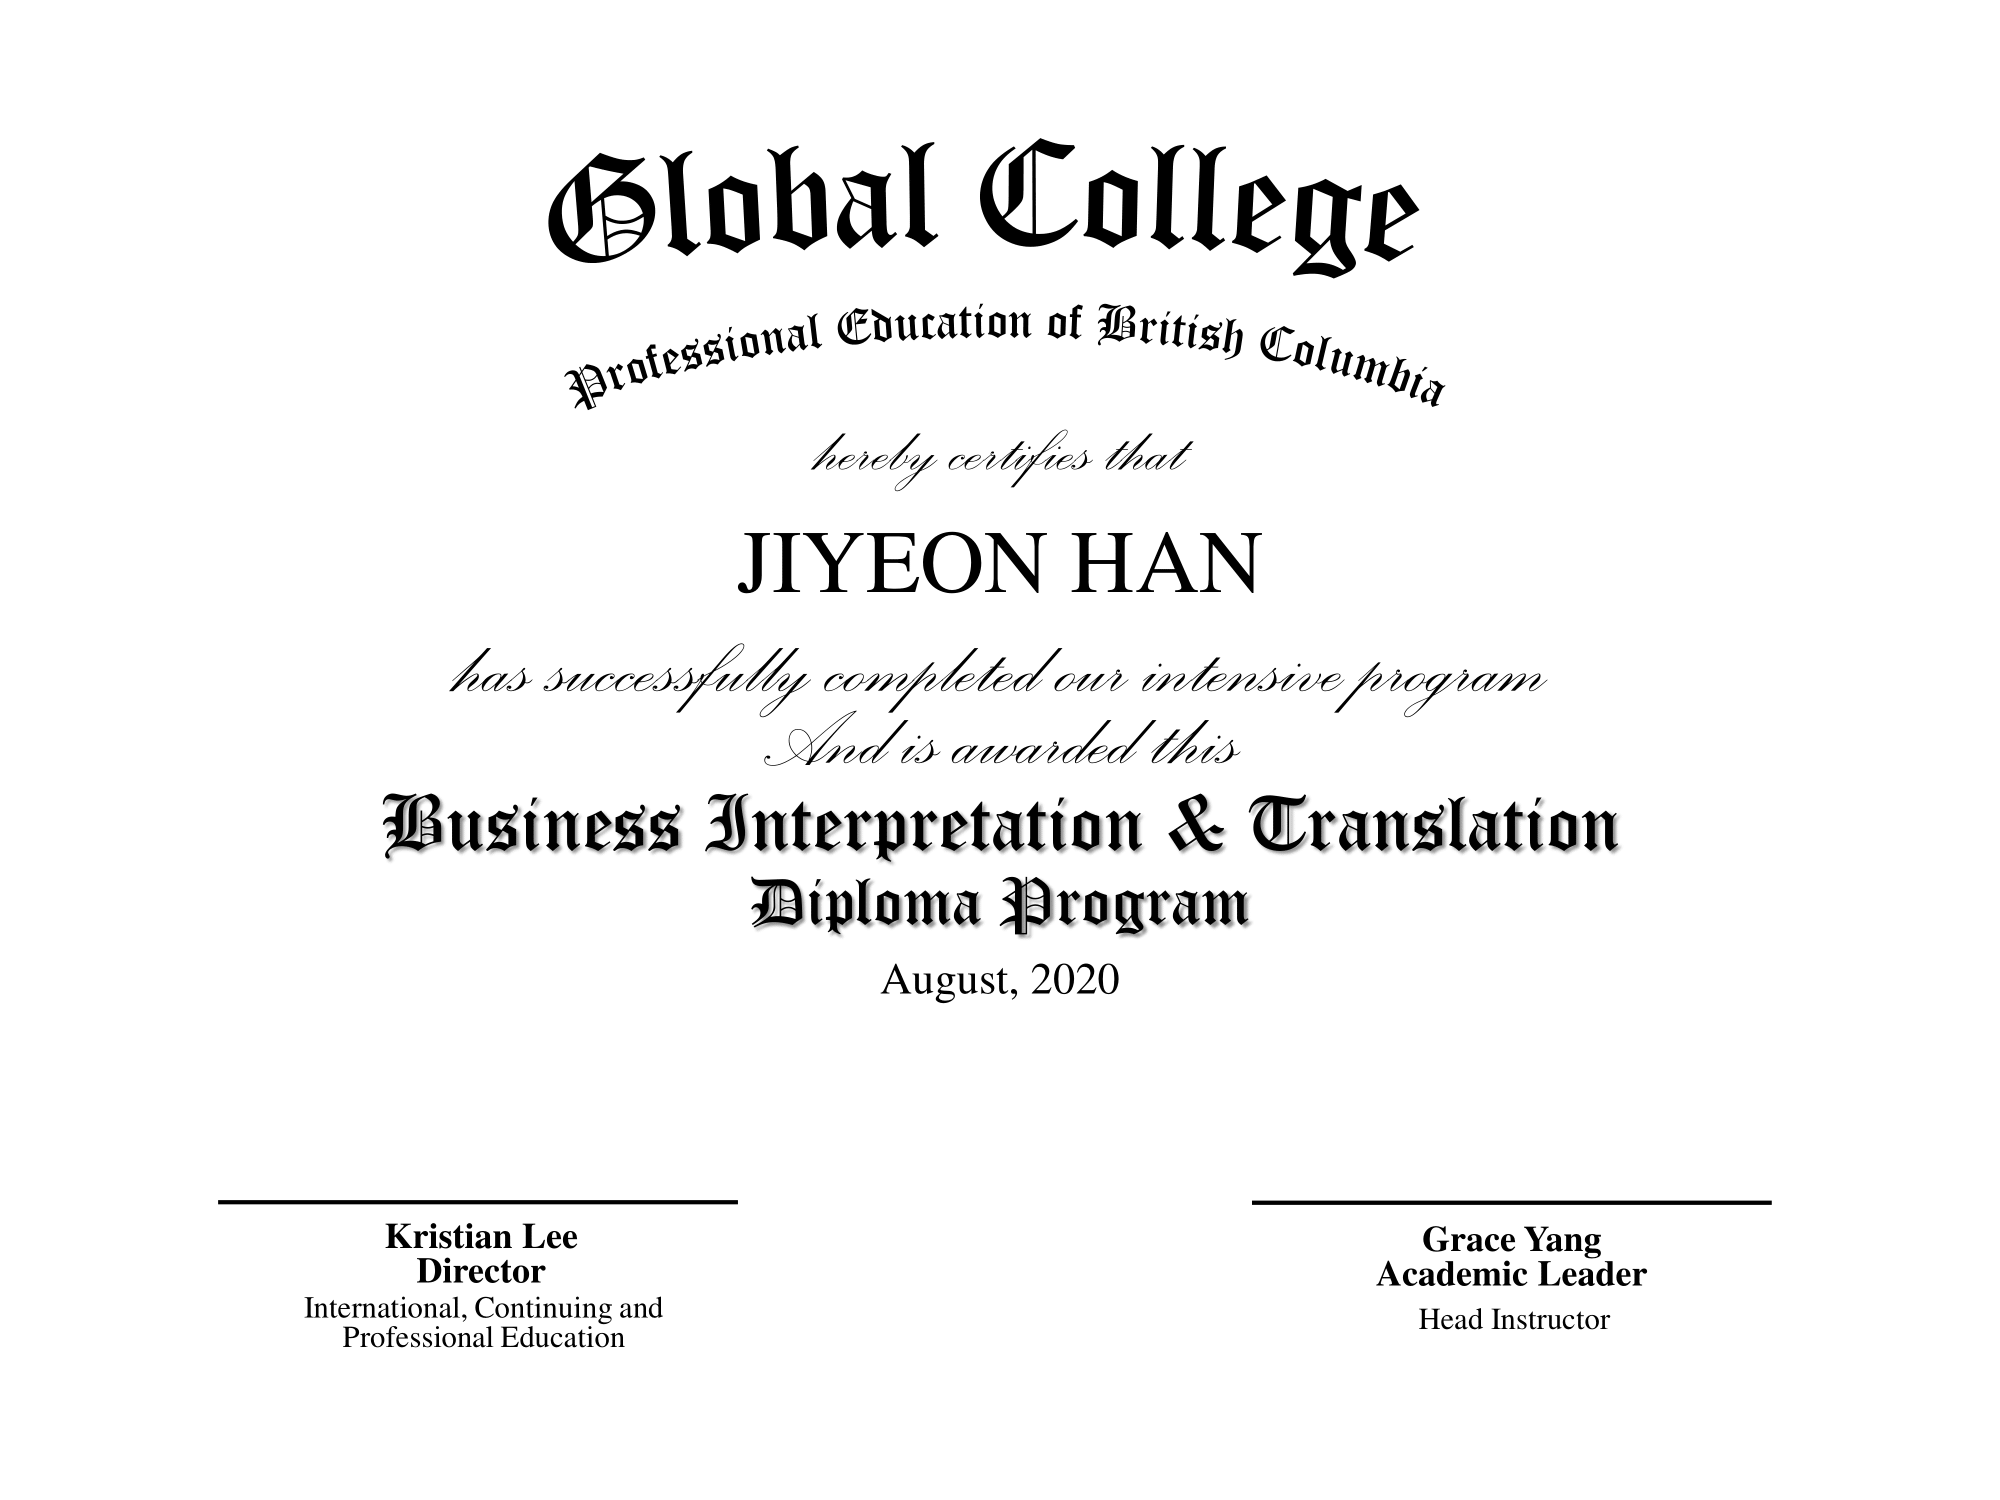 Global College
Professional Education of British Columbia
hereby certifies that
JIYEON HAN
has successfully completed our intensive program
And is awarded this
Business Interpretation & Translation
Diploma Program
August, 2020
Kristian Lee
Director
International, Continuing and
Professional Education
Grace Yang
Academic Leader
Head Instructor